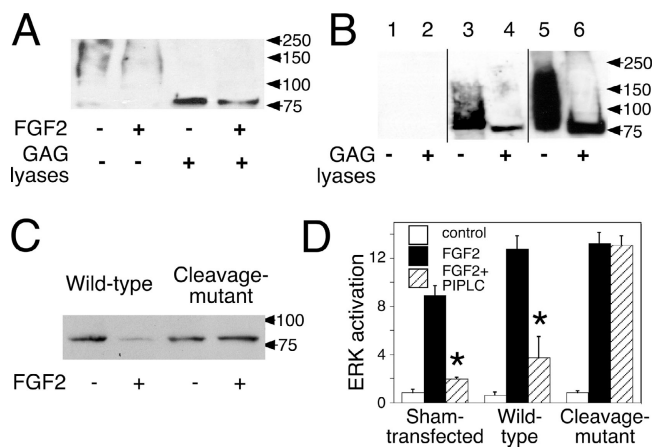 A
250
150
100
75
FGF2 - + - +
GAG lyases - - + +
B
1 2 3 4 5 6
250
150
100
75
GAG lyases - + - + - +
C
Wild-type Cleavage-mutant
100
75
FGF2 - + - +
D
control
FGF2
FGF2+
PIPLC
ERK activation
12
8
4
0
* *
Sham-transfected Wild-type Cleavage-mutant